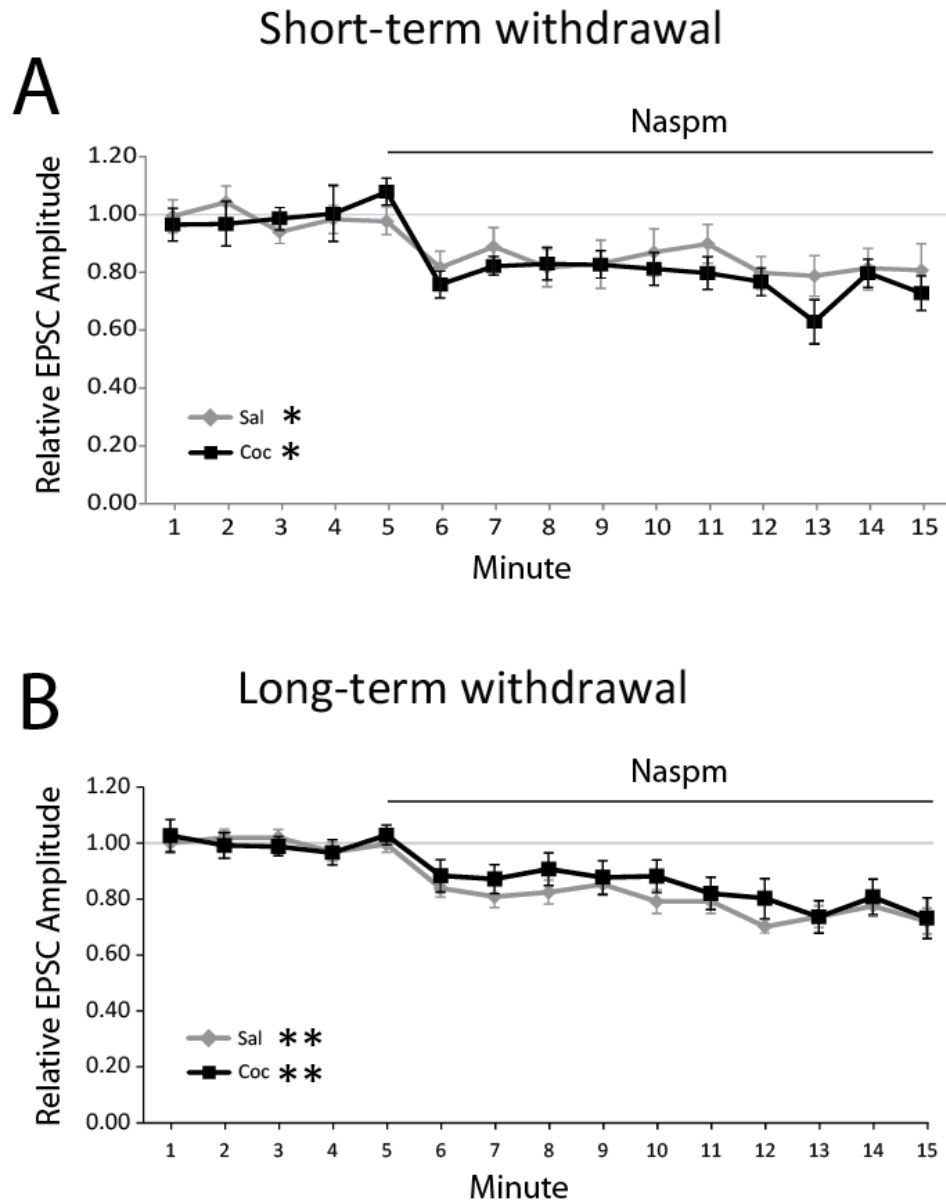 Short-term withdrawal
A
Naspm
Relative EPSC Amplitude
1.20
1.00
0.80
0.60
0.40
0.20
0.00
Sal *
Coc *
1 2 3 4 5 6 7 8 9 10 11 12 13 14 15
Minute
Long-term withdrawal
B
Naspm
Relative EPSC Amplitude
1.20
1.00
0.80
0.60
0.40
0.20
0.00
Sal **
Coc **
1 2 3 4 5 6 7 8 9 10 11 12 13 14 15
Minute